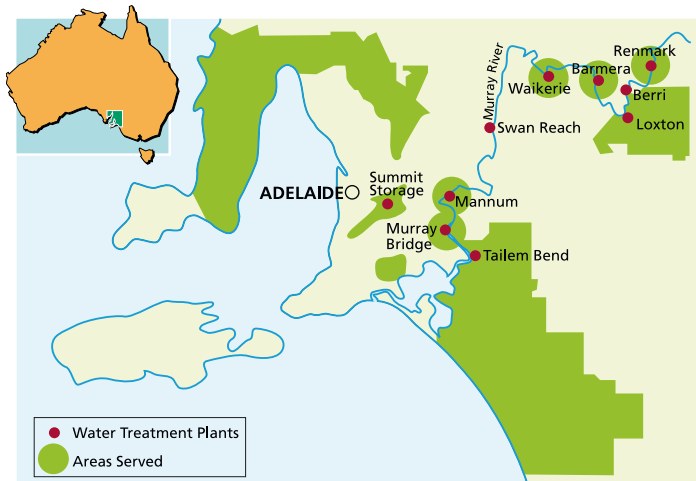 Renmark
Barmera
Waikerie
Berri
Murray River
Loxton
Swan Reach
Summit
Storage
ADELAIDE
Mannum
Murray
Bridge
Tailem Bend
Water Treatment Plants
Areas Served